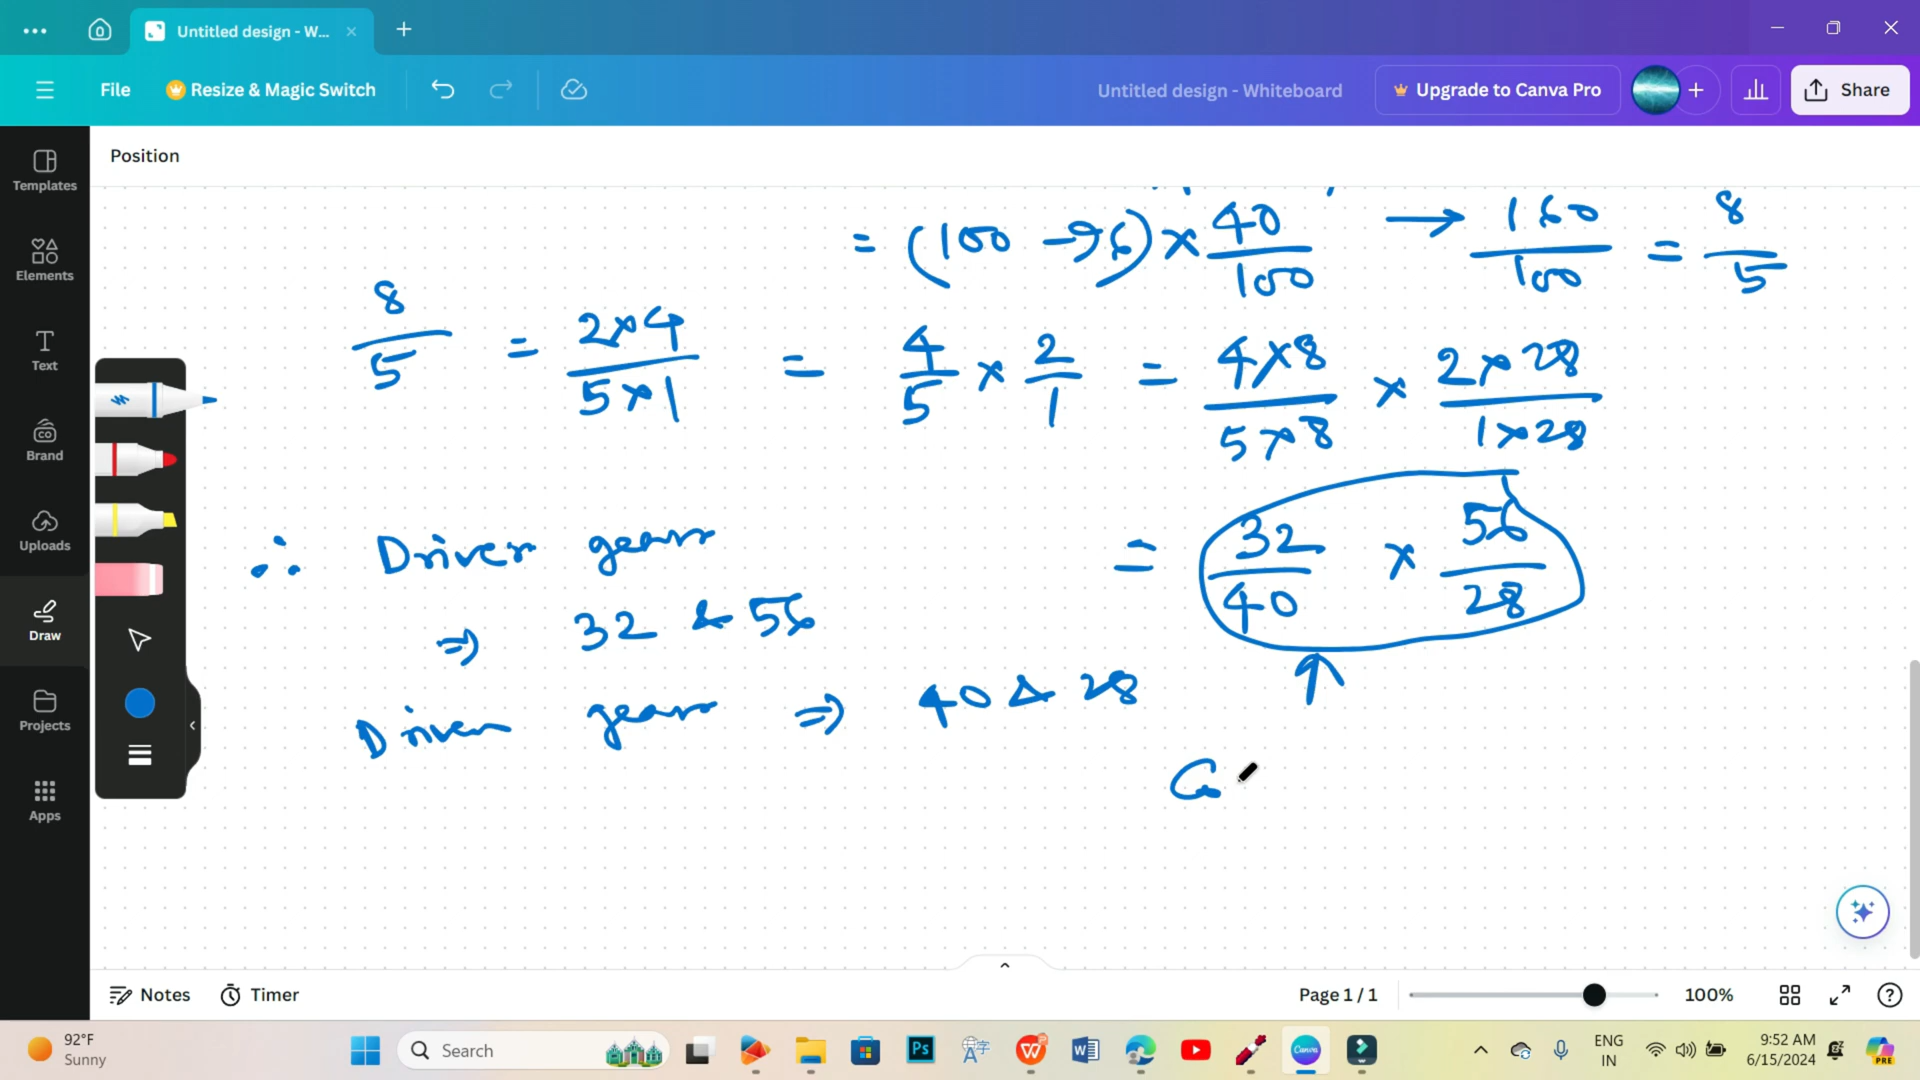 Untitled design - W...
File
Resize & Magic Switch
Untitled design - Whiteboard
Upgrade to Canva Pro
Share
Position
Templates
Elements
Text
Brand
Uploads
Draw
Projects
Apps
= (100 - 96) × 40/100 → 160/100 = 8/5
8/5 = 2×4/5×1 = 4/5 × 2/1 = 4×8/5×8 × 2×28/1×28
= 32/40 × 56/28
∴ Driver gears
⇒ 32 & 56
Driven gears ⇒ 40 & 28
Notes
Timer
Page 1 / 1
100%
92°F
Sunny
Search
Ps
Canva
ENG
IN
9:52 AM
6/15/2024
PRE